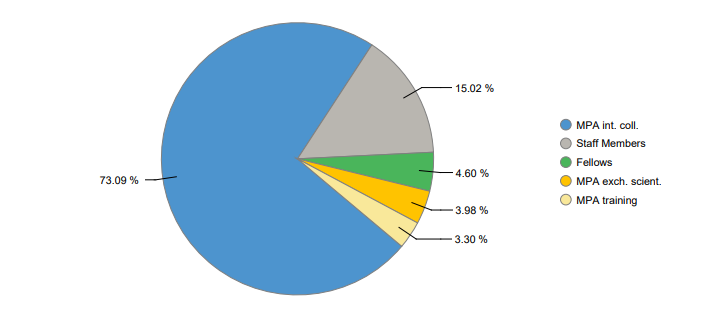 15.02 %
73.09 %
4.60 %
3.98 %
3.30 %
MPA int. coll.
Staff Members
Fellows
MPA exch. scient.
MPA training